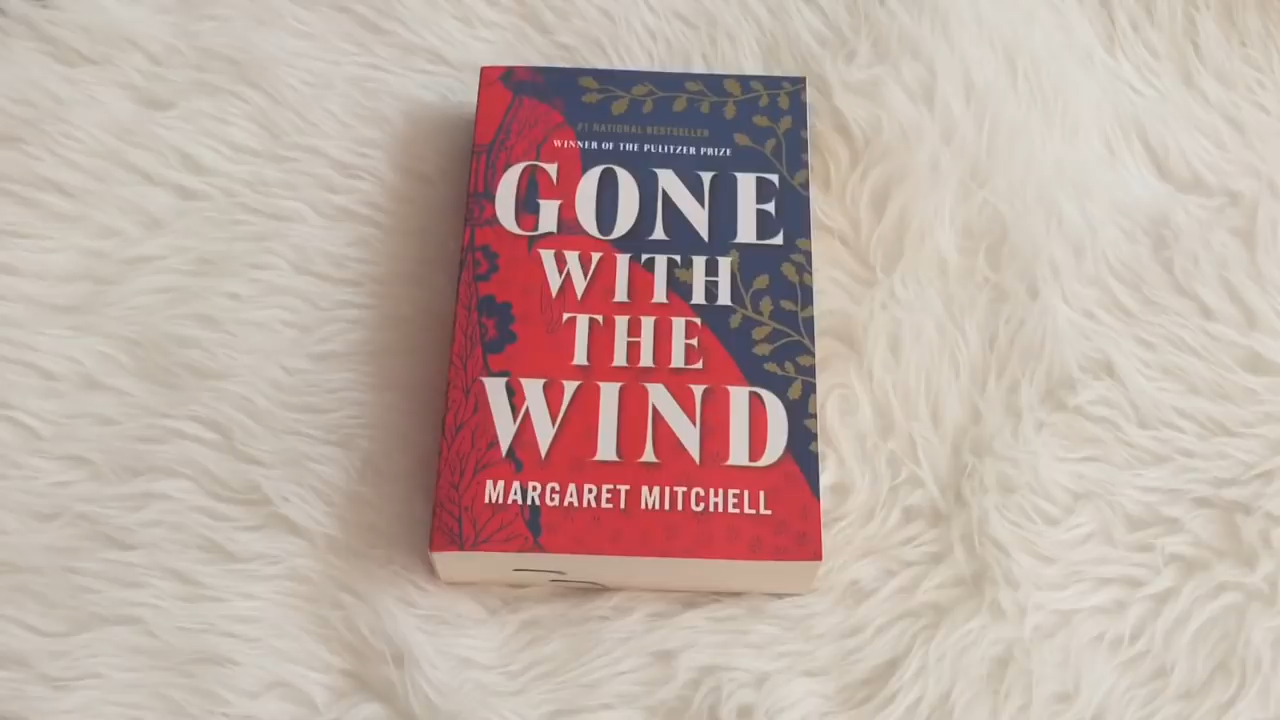 #1 NATIONAL BESTSELLER
WINNER OF THE PULITZER PRIZE
GONE
WITH
THE
WIND
MARGARET MITCHELL